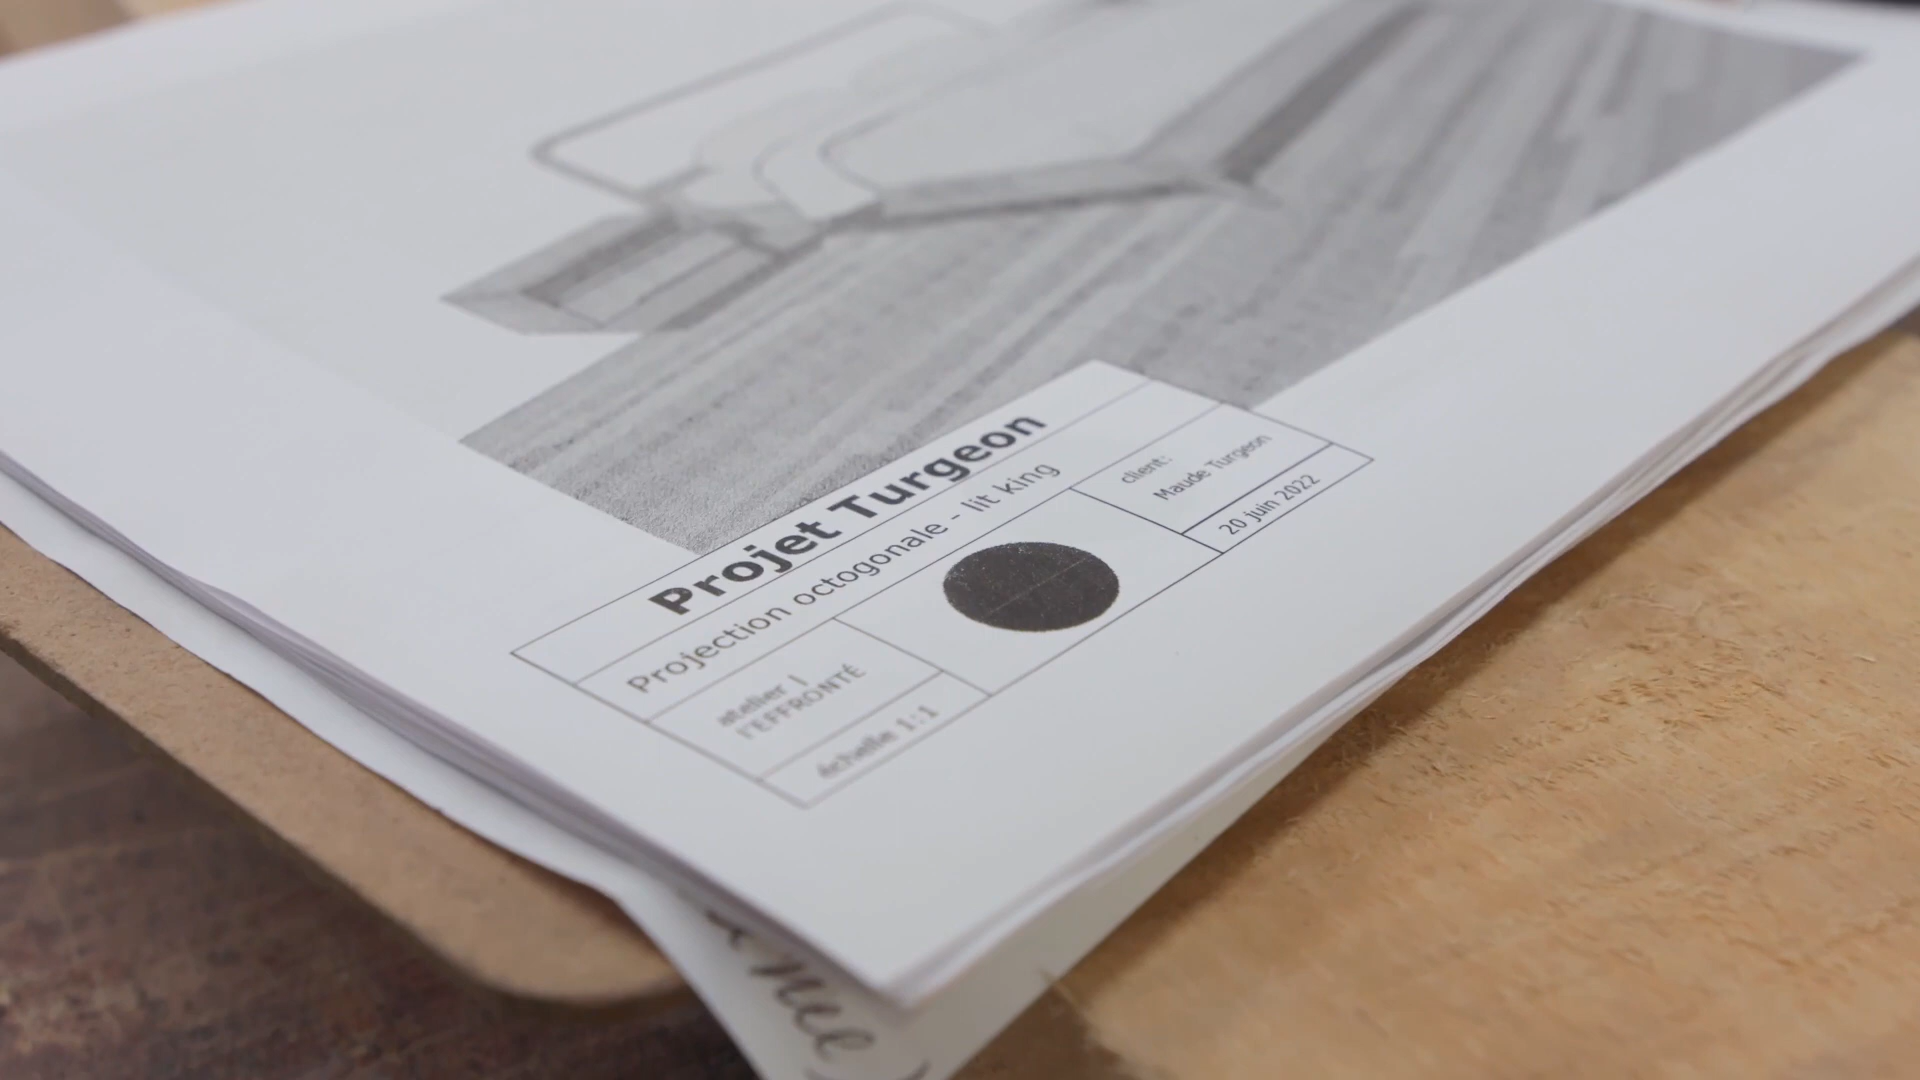 Projet Turgeon
Projection octogonale - lit king
atelier |
l'EFFRONTÉ
échelle 1:1
client:
Maude Turgeon
20 juin 2022